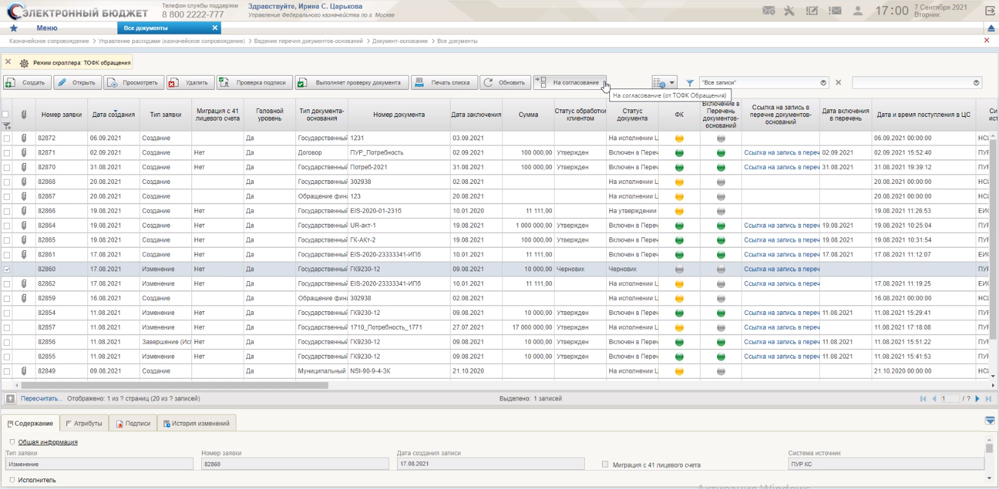 ЭЛЕКТРОННЫЙ БЮДЖЕТ
Телефон службы поддержки
8 800 2222-777
Здравствуйте, Ирина С. Царькова
Управление Федерального казначейства по г. Москве
17:00
7 Сентября 2021
Вторник
Меню
Все документы
Казначейское сопровождение > Управление расходами (казначейское сопровождение) > Ведение перечня документов-оснований > Документ-основание > Все документы
Режим скроллера: ТОФК обращения
Создать Открыть Просмотреть Удалить Проверка подписи Выполняет проверку документа Печать списка Обновить На согласование "Все записи"
На согласование (от ТОФК Обращения)
Номер заявки Дата создания Тип заявки Миграция с 41 лицевого счета Головной уровень Тип документа-основания Номер документа Дата заключения Сумма Статус обработки клиентом Статус документа ФК Включение в Перечень документов-оснований Ссылка на запись в перечне документов-оснований Дата включения в перечень Дата и время поступления в ЦС Си ист
82872 06.09.2021 Создание Да Государственный 1231 03.09.2021 На исполнении Ц 06.09.2021 00:00:00 НСИ
82871 02.09.2021 Создание Нет Да Договор ПУР_Потребность 02.09.2021 100 000,00 Утвержден Включен в Переч Ссылка на запись в переч 02.09.2021 02.09.2021 15:52:40 ПУР
82870 31.08.2021 Создание Нет Да Государственный Потреб-2021 31.08.2021 100 000,00 Утвержден Включен в Переч Ссылка на запись в переч 31.08.2021 31.08.2021 19:39:12 ПУР
82868 20.08.2021 Создание Да Государственный 302938 02.08.2021 На исполнении Ц 20.08.2021 00:00:00 НСИ
82867 20.08.2021 Создание Да Обращение фина 123 20.08.2021 На исполнении Ц 20.08.2021 00:00:00 НСИ
82866 19.08.2021 Создание Нет Да Государственный EIS-2020-01-2316 10.01.2020 11 111,00 На утверждении 19.08.2021 11:26:53 ЕИС
82864 19.08.2021 Создание Нет Да Государственный UR-акт-1 19.08.2021 1 000 000,00 Утвержден Включен в Переч Ссылка на запись в переч 19.08.2021 19.08.2021 10:25:04 ПУР
82865 19.08.2021 Создание Нет Да Государственный ГК-АКт-2 19.08.2021 100 000,00 Утвержден Включен в Переч Ссылка на запись в переч 19.08.2021 19.08.2021 10:31:54 ПУР
82861 17.08.2021 Создание Нет Да Государственный EIS-2020-23333341-ИП6 10.01.2021 11 111,00 Включен в Переч Ссылка на запись в переч 17.08.2021 17.08.2021 11:12:07 ЕИС
82860 17.08.2021 Изменение Нет Да Государственный ГК9230-12 09.08.2021 10 000,00 Черновик Черновик Ссылка на запись в переч ПУР
82862 17.08.2021 Изменение Нет Да Государственный EIS-2020-23333341-ИП6 10.01.2021 11 111,00 На исполнении Ц Ссылка на запись в переч 17.08.2021 11:19:25 ЕИС
82859 16.08.2021 Создание Да Обращение фина 302938 02.08.2021 На исполнении Ц 16.08.2021 00:00:00 НСИ
82854 11.08.2021 Изменение Нет Да Государственный ГК9230-12 09.08.2021 10 000,00 Утвержден Включен в Переч Ссылка на запись в переч 11.08.2021 11.08.2021 15:29:41 ПУР
82857 11.08.2021 Изменение Нет Да Государственный 1710_Потребность_1771 27.07.2021 17 000 000,00 Утвержден На исполнении Ц Ссылка на запись в переч 11.08.2021 17:18:08 ПУР
82856 11.08.2021 Завершение (Исг Нет Да Государственный ГК9230-12 09.08.2021 10 000,00 Утвержден Включен в Переч Ссылка на запись в переч 11.08.2021 11.08.2021 15:51:22 ПУР
82855 11.08.2021 Изменение Нет Да Государственный ГК9230-12 09.08.2021 10 000,00 Утвержден Включен в Переч Ссылка на запись в переч 11.08.2021 11.08.2021 15:41:53 ПУР
82849 09.08.2021 Создание Да Муниципальный NSI-90-9-4-ЗК 21.10.2020 На исполнении Ц 21.10.2020 00:00:00 НСИ
Пересчитать... Отображено: 1 из ? страниц (20 из ? записей) Выделено: 1 записей 1 / ?
Содержание Атрибуты Подписи История изменений
Общая информация
Тип заявки Номер заявки Дата создания записи Система источник
Изменение 82860 17.08.2021 Миграция с 41 лицевого счета ПУР КС
Исполнитель